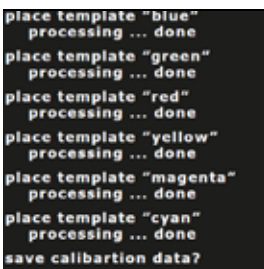 place template "blue"
processing ... done
place template "green"
processing ... done
place template "red"
processing ... done
place template "yellow"
processing ... done
place template "magenta"
processing ... done
place template "cyan"
processing ... done
save calibartion data?